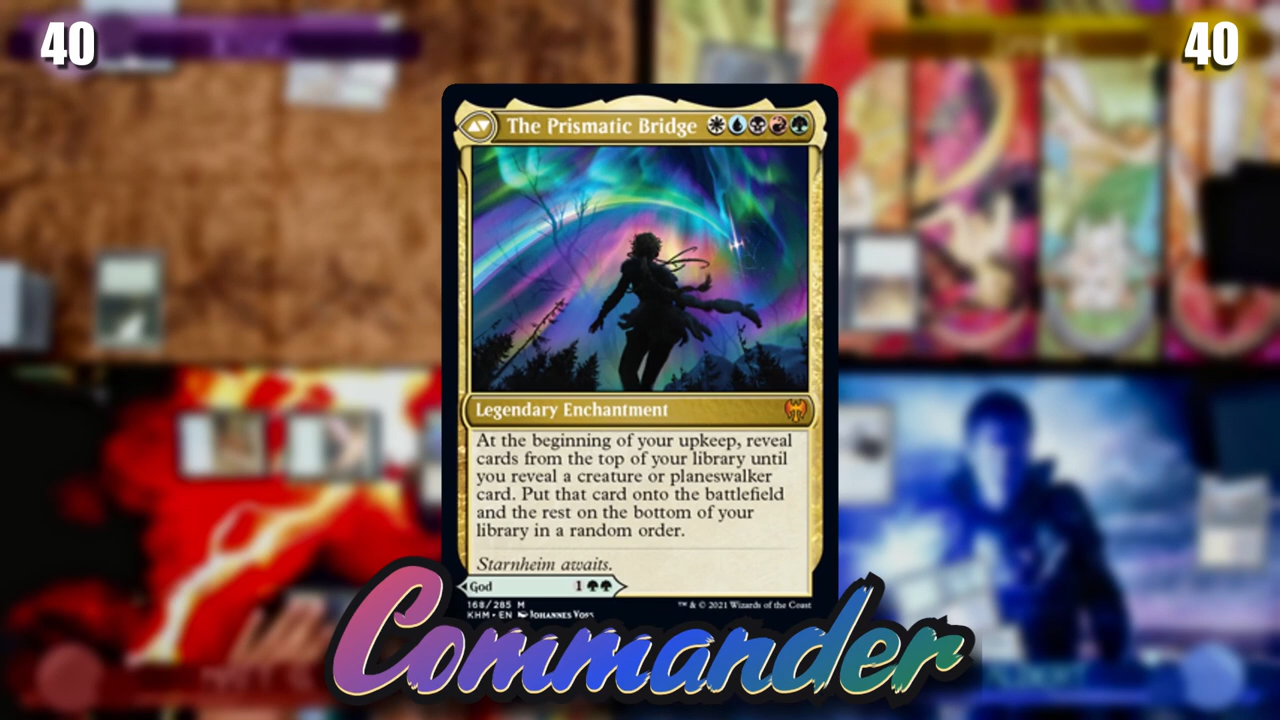 40
40
The Prismatic Bridge
Legendary Enchantment
At the beginning of your upkeep, reveal
cards from the top of your library until
you reveal a creature or planeswalker
card. Put that card onto the battlefield
and the rest on the bottom of your
library in a random order.
Starnheim awaits.
God 1
168/285 M
KHM • EN JOHANNES VOSS
™ & © 2021 Wizards of the Coast
Commander